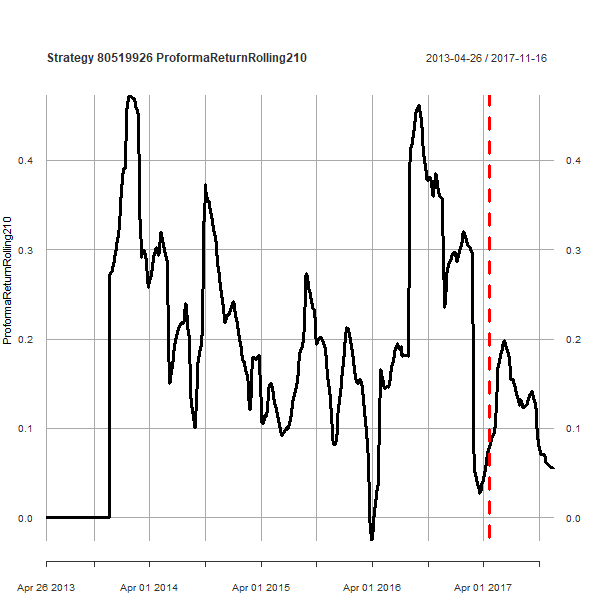 Strategy 80519926 ProformaReturnRolling210
2013-04-26 / 2017-11-16
ProformaReturnRolling210
0.4
0.3
0.2
0.1
0.0
0.4
0.3
0.2
0.1
0.0
Apr 26 2013
Apr 01 2014
Apr 01 2015
Apr 01 2016
Apr 01 2017